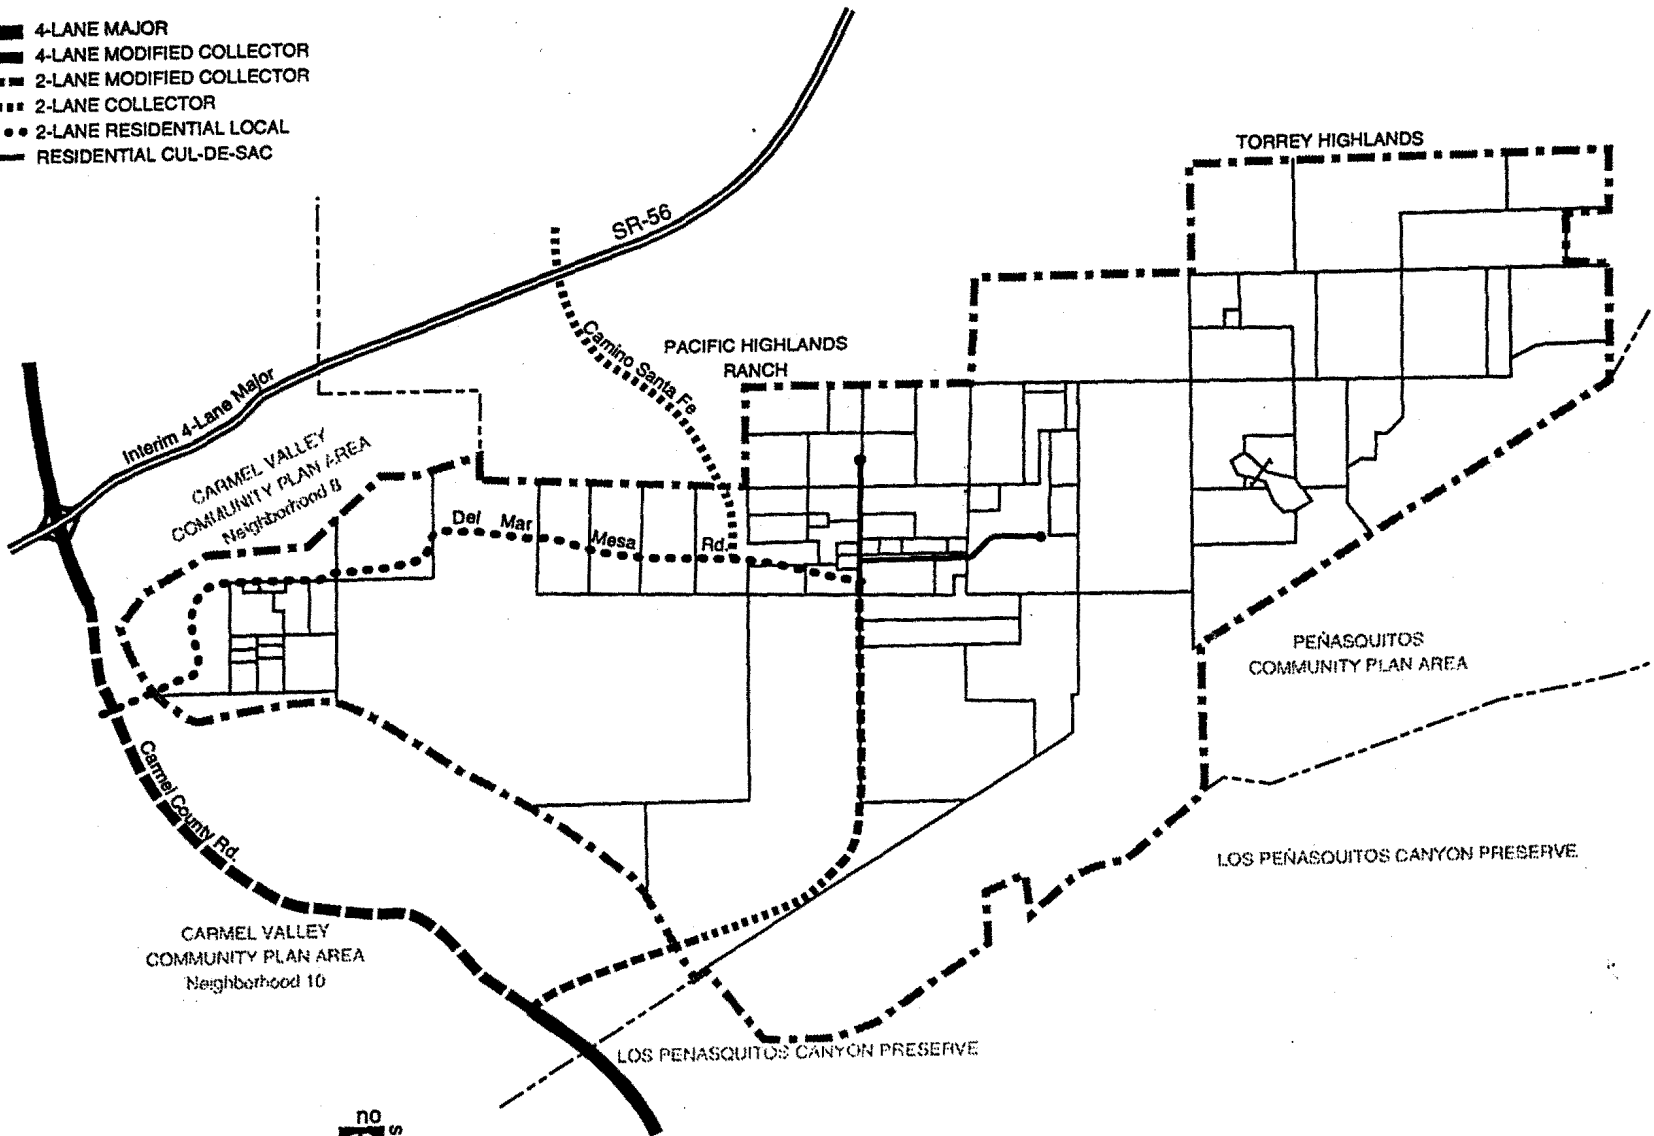 4-LANE MAJOR
4-LANE MODIFIED COLLECTOR
2-LANE MODIFIED COLLECTOR
2-LANE COLLECTOR
2-LANE RESIDENTIAL LOCAL
RESIDENTIAL CUL-DE-SAC
TORREY HIGHLANDS
SR-56
Camino Santa Fe
PACIFIC HIGHLANDS
RANCH
Interim 4-Lane Major
CARMEL VALLEY
COMMUNITY PLAN AREA
Neighborhood 8
Del Mar Mesa Rd.
PEÑASQUITOS
COMMUNITY PLAN AREA
Carmel County Rd.
LOS PEÑASQUITOS CANYON PRESERVE
CARMEL VALLEY
COMMUNITY PLAN AREA
Neighborhood 10
LOS PENASQUITOS CANYON PRESERVE
no